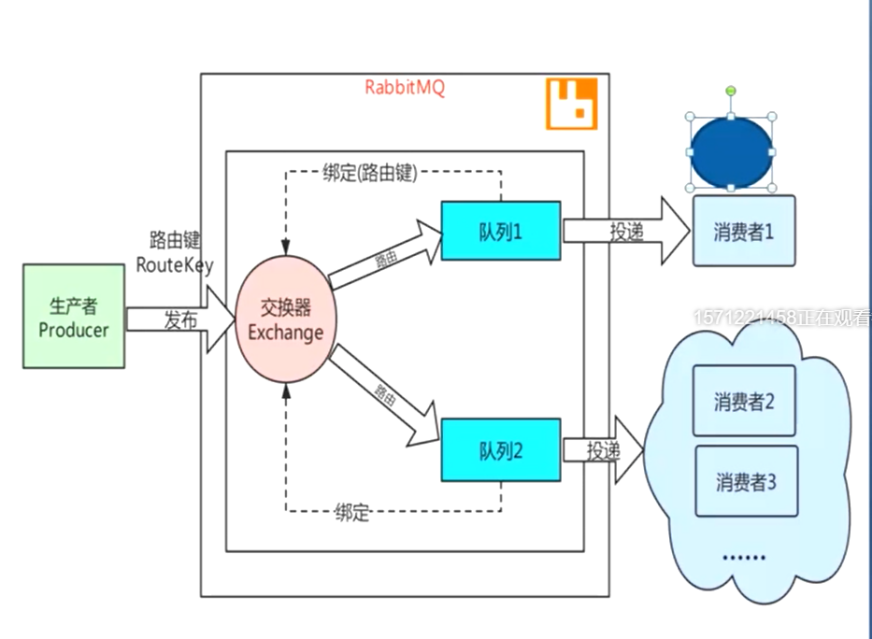 RabbitMQ
绑定(路由键)
队列1
投递
消费者1
路由键
RouteKey
路由
生产者
Producer
发布
交换器
Exchange
1571221458正在观看
路由
消费者2
队列2
投递
消费者3
绑定
......